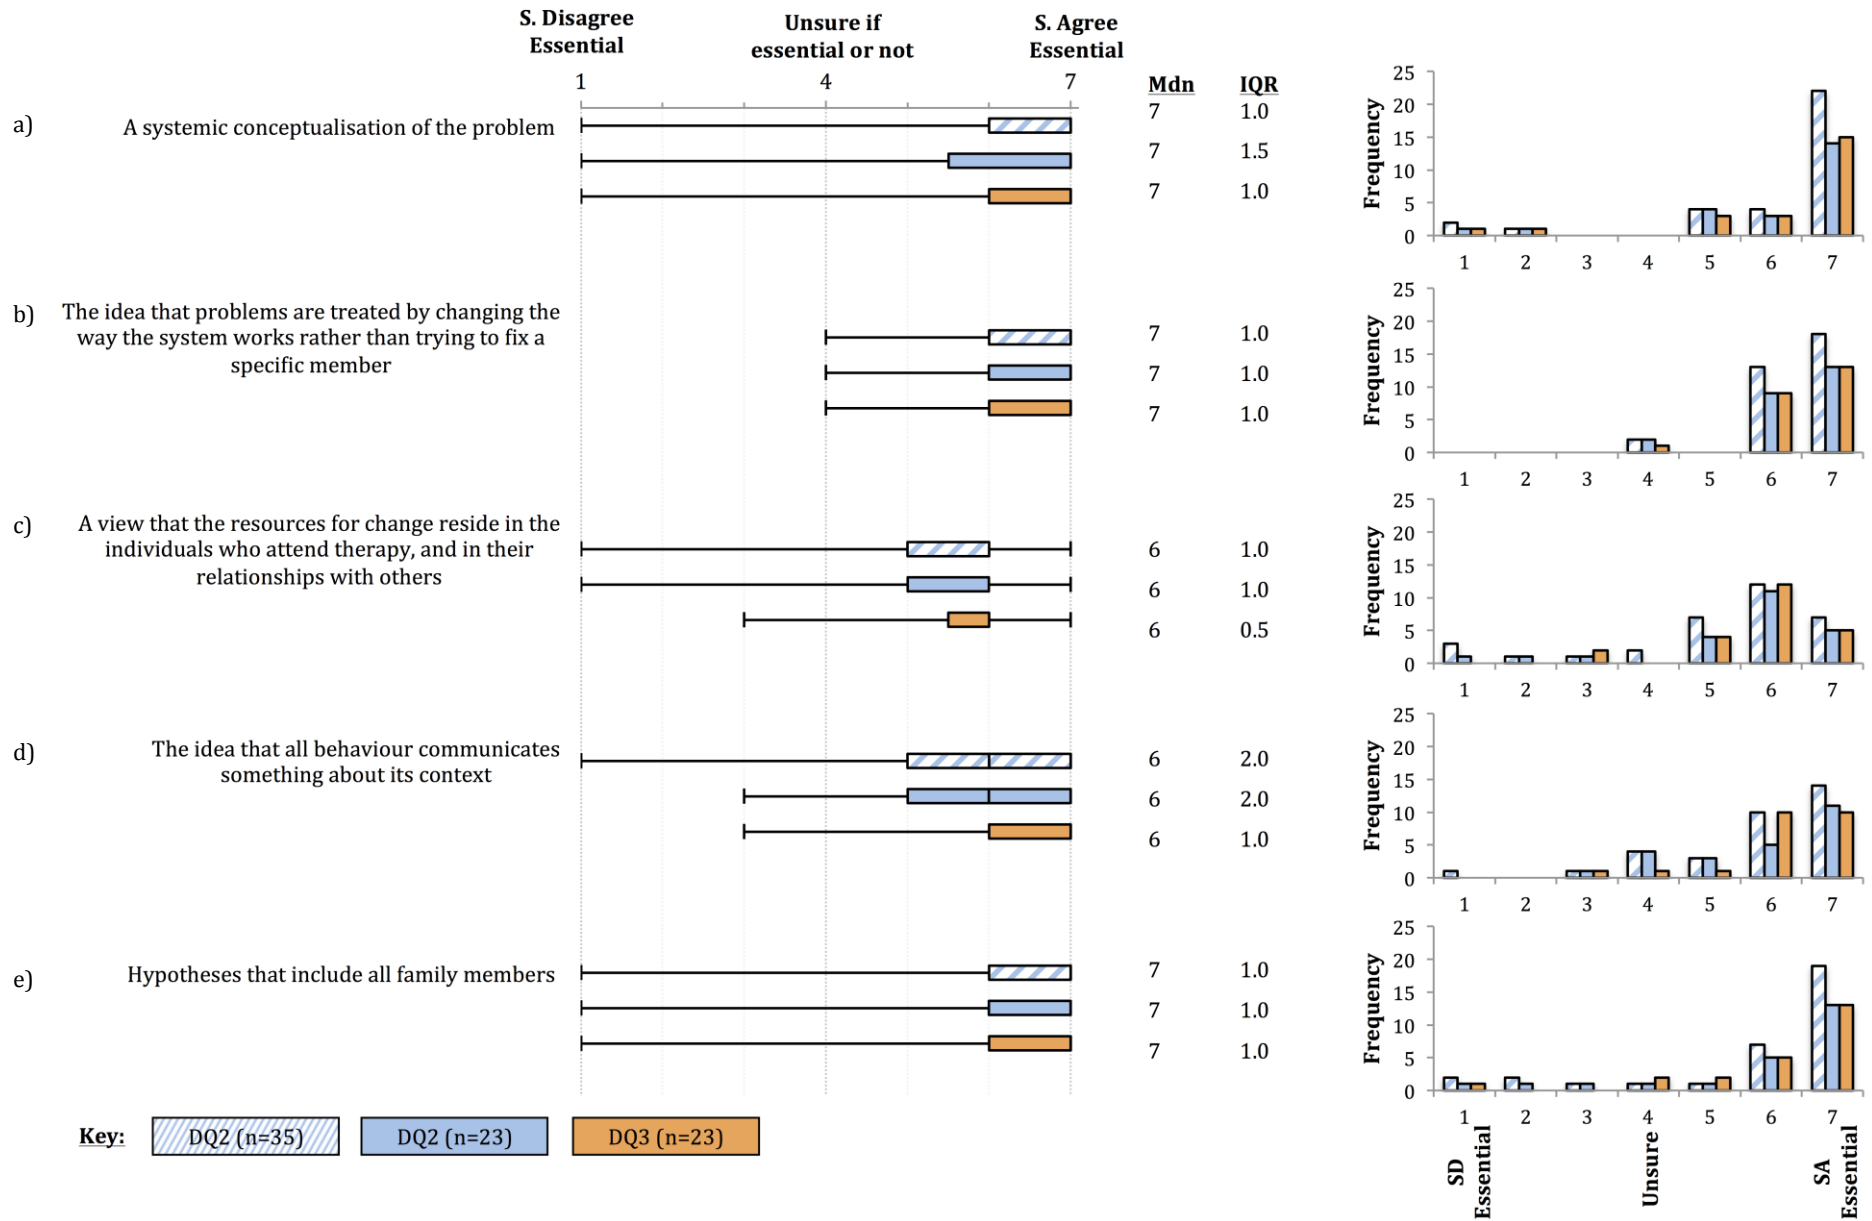 S. Disagree
Essential
Unsure if
essential or not
S. Agree
Essential
1
4
7
Mdn
IQR
a)
A systemic conceptualisation of the problem
7 1.0
7 1.5
7 1.0
Frequency
25
20
15
10
5
0
1 2 3 4 5 6 7
b)
The idea that problems are treated by changing the
way the system works rather than trying to fix a
specific member
7 1.0
7 1.0
7 1.0
Frequency
25
20
15
10
5
0
1 2 3 4 5 6 7
c)
A view that the resources for change reside in the
individuals who attend therapy, and in their
relationships with others
6 1.0
6 1.0
6 0.5
Frequency
25
20
15
10
5
0
1 2 3 4 5 6 7
d)
The idea that all behaviour communicates
something about its context
6 2.0
6 2.0
6 1.0
Frequency
25
20
15
10
5
0
1 2 3 4 5 6 7
e)
Hypotheses that include all family members
7 1.0
7 1.0
7 1.0
Frequency
25
20
15
10
5
0
1 2 3 4 5 6 7
SD
Essential
Unsure
SA
Essential
Key:
DQ2 (n=35)
DQ2 (n=23)
DQ3 (n=23)